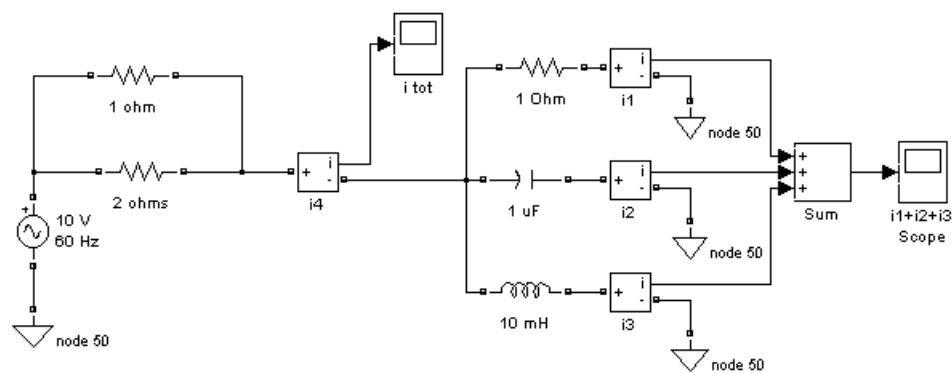 i tot
1 ohm
2 ohms
10 V
60 Hz
node 50
+
+
i
-
i4
1 Ohm
+
i
-
i1
node 50
1 uF
+
i
-
i2
node 50
10 mH
+
i
-
i3
node 50
+
+
+
Sum
i1+i2+i3
Scope